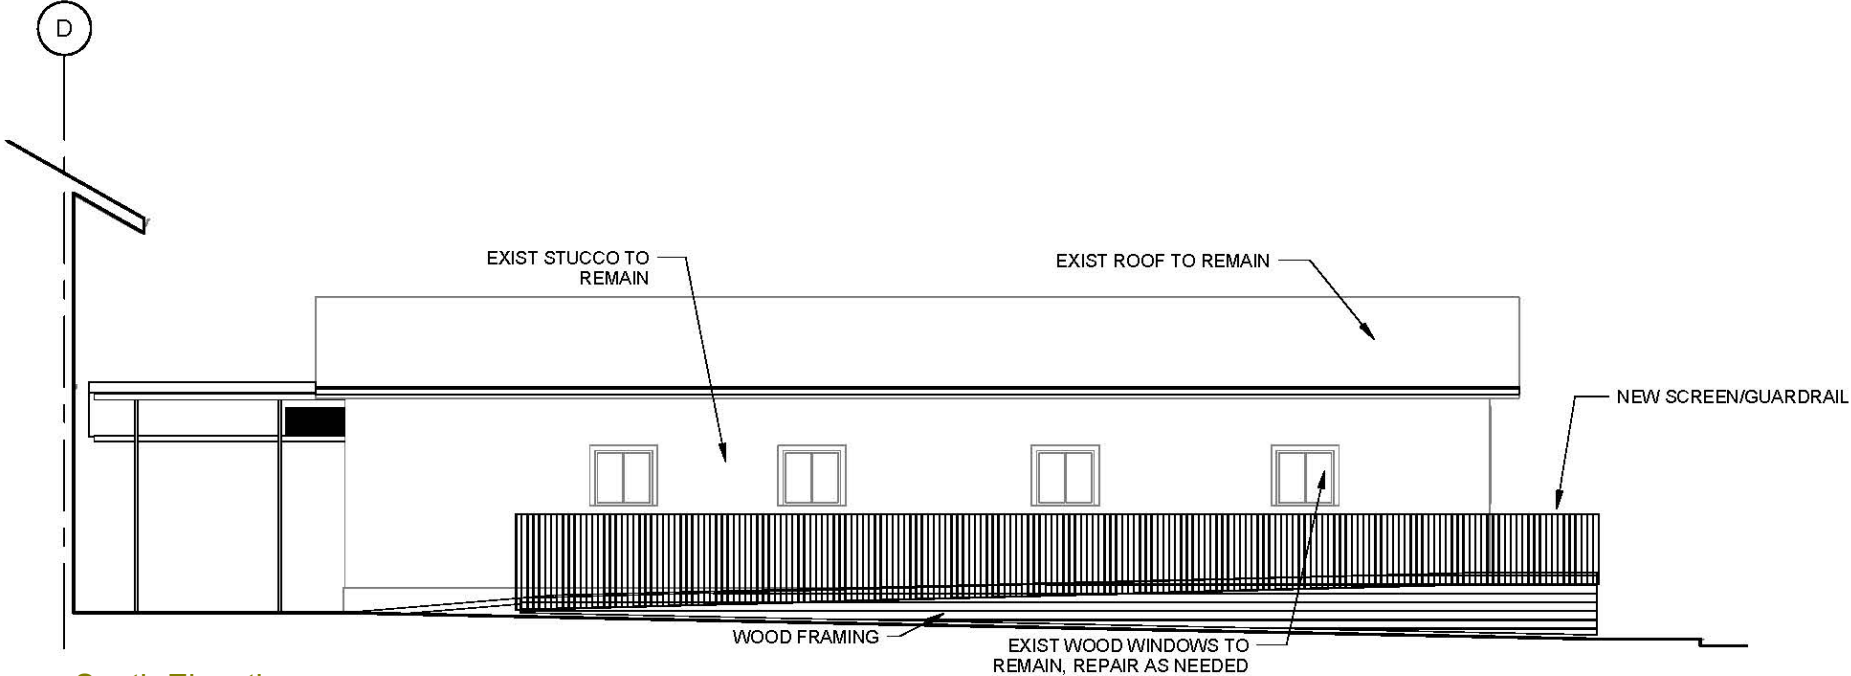 D
EXIST STUCCO TO
REMAIN
EXIST ROOF TO REMAIN
NEW SCREEN/GUARDRAIL
WOOD FRAMING
EXIST WOOD WINDOWS TO
REMAIN, REPAIR AS NEEDED